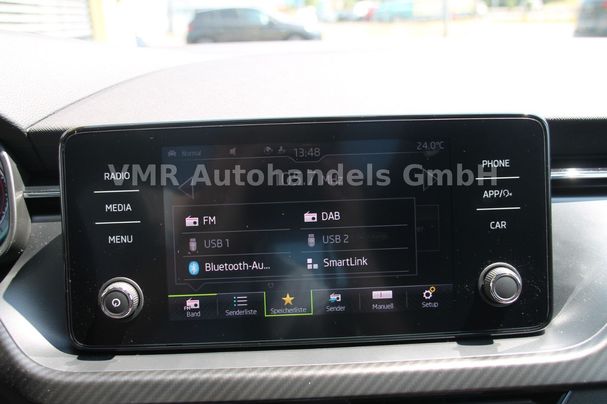 Normal 13:48 24.0°C
VMR Autohandels GmbH
RADIO
MEDIA
MENU
PHONE
APP/
CAR
FM DAB
USB 1 USB 2
Bluetooth-Au... SmartLink
Band Senderliste Speicherliste Sender Manuell Setup